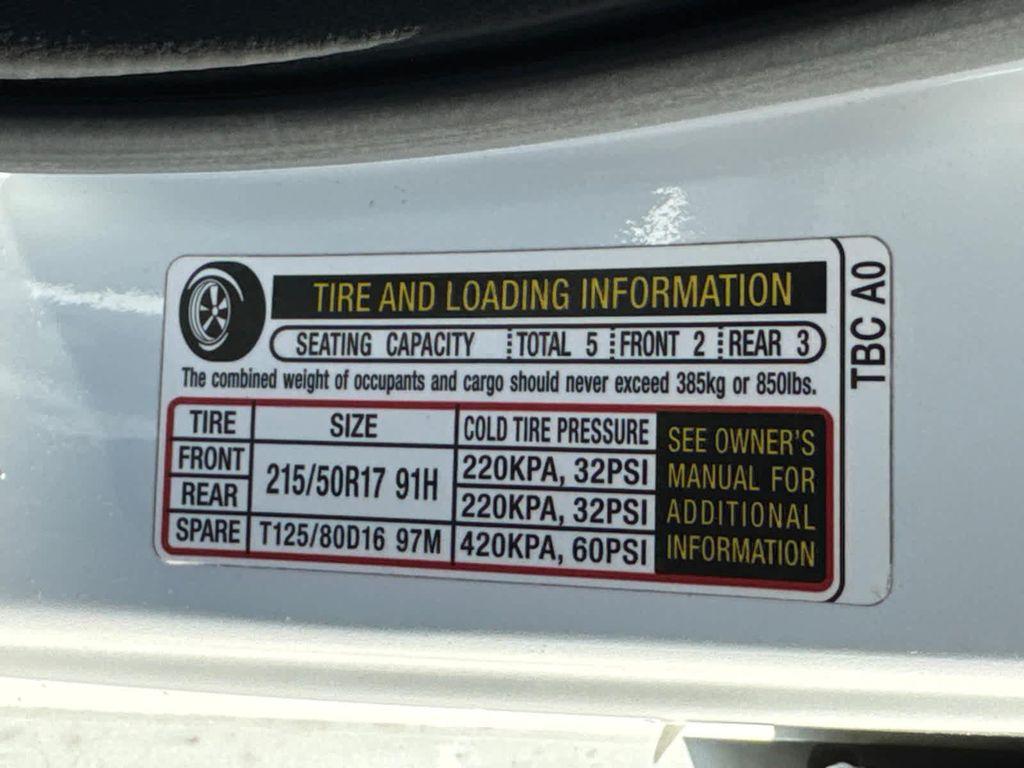 TIRE AND LOADING INFORMATION
SEATING CAPACITY TOTAL 5 FRONT 2 REAR 3
The combined weight of occupants and cargo should never exceed 385kg or 850lbs.
TIRE SIZE COLD TIRE PRESSURE
FRONT 215/50R17 91H 220KPA, 32PSI
REAR 220KPA, 32PSI
SPARE T125/80D16 97M 420KPA, 60PSI
SEE OWNER'S
MANUAL FOR
ADDITIONAL
INFORMATION
TBC A0